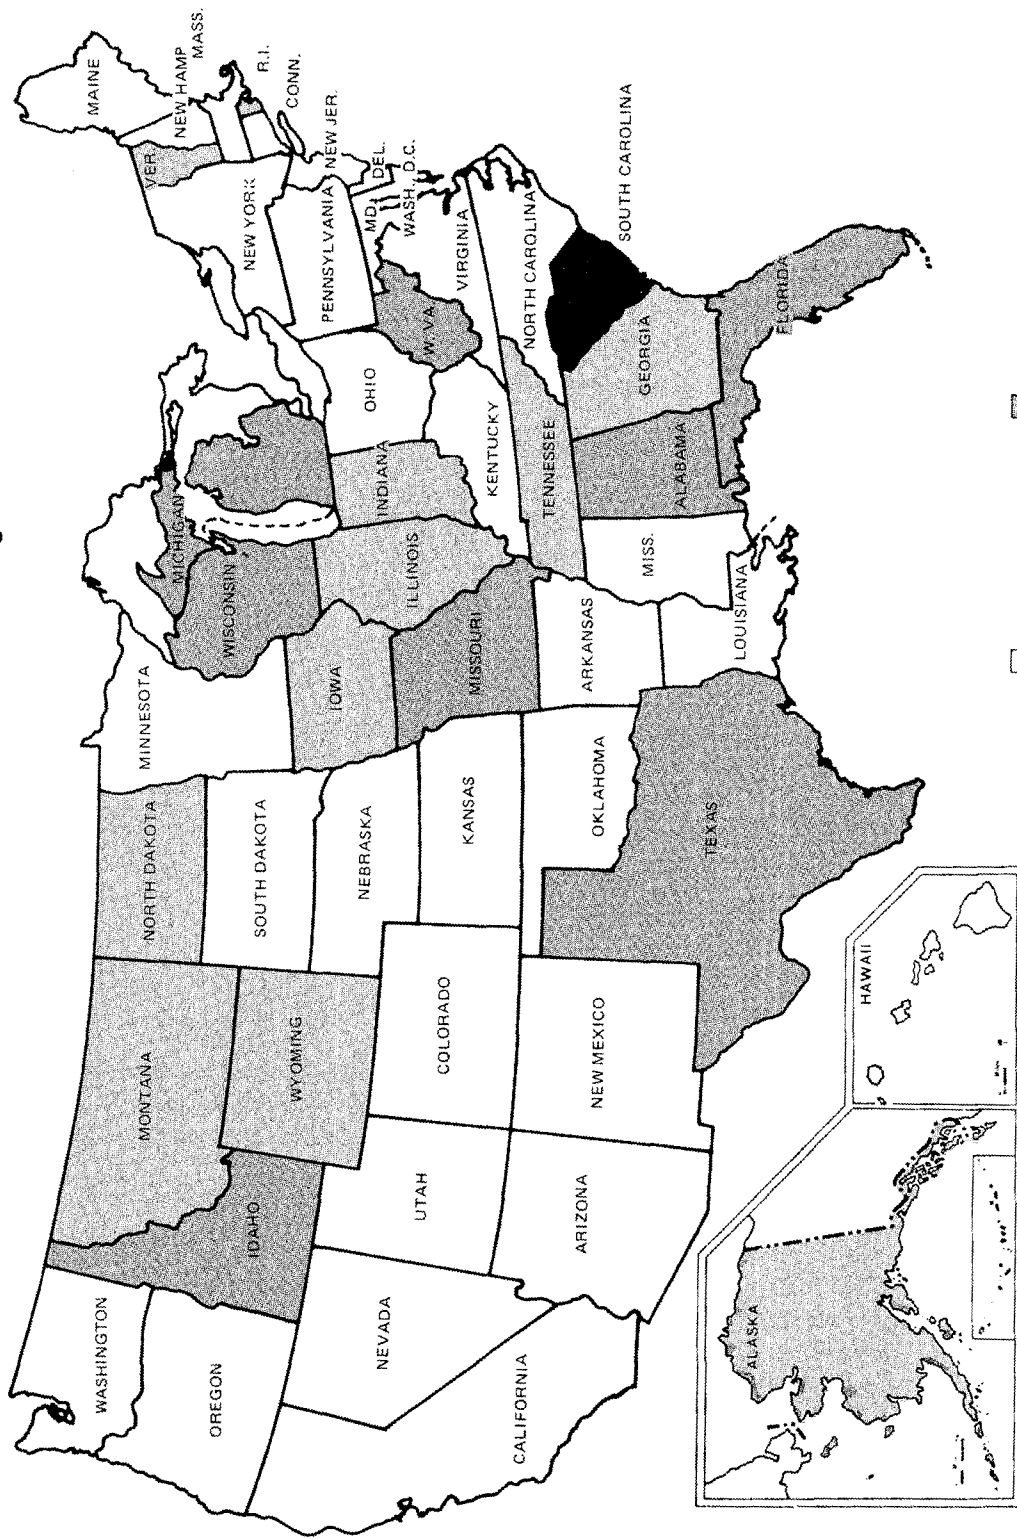 WASHINGTON
OREGON
CALIFORNIA
NEVADA
IDAHO
MONTANA
WYOMING
UTAH
ARIZONA
COLORADO
NEW MEXICO
NORTH DAKOTA
SOUTH DAKOTA
NEBRASKA
KANSAS
OKLAHOMA
TEXAS
MINNESOTA
IOWA
MISSOURI
ARKANSAS
LOUISIANA
WISCONSIN
ILLINOIS
MICHIGAN
INDIANA
OHIO
KENTUCKY
TENNESSEE
MISS.
ALABAMA
GEORGIA
FLORIDA
SOUTH CAROLINA
NORTH CAROLINA
VIRGINIA
W. VA.
WASH. D.C.
MD.
DEL.
PENNSYLVANIA
NEW JER.
NEW YORK
CONN.
R.I.
MASS.
VER.
NEW HAMP
MAINE
ALASKA
HAWAII